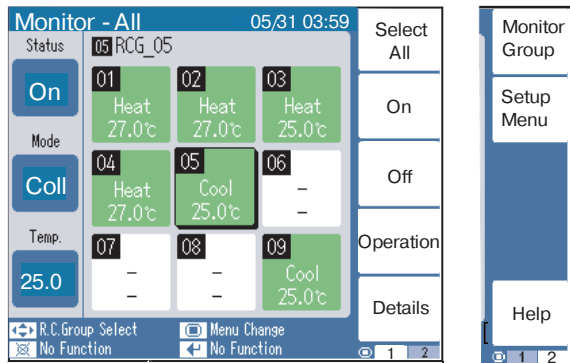 Monitor - All 05/31 03:59
Status
05 RCG_05
On
Mode
Coll
Temp.
25.0
01
Heat
27.0℃
02
Heat
27.0℃
03
Heat
25.0℃
04
Heat
27.0℃
05
Cool
25.0℃
06
–
–
07
–
–
08
–
–
09
Cool
25.0℃
R.C.Group Select
Menu Change
No Function
No Function
Select
All
On
Off
Operation
Details
1 2
Monitor
Group
Setup
Menu
Help
1 2